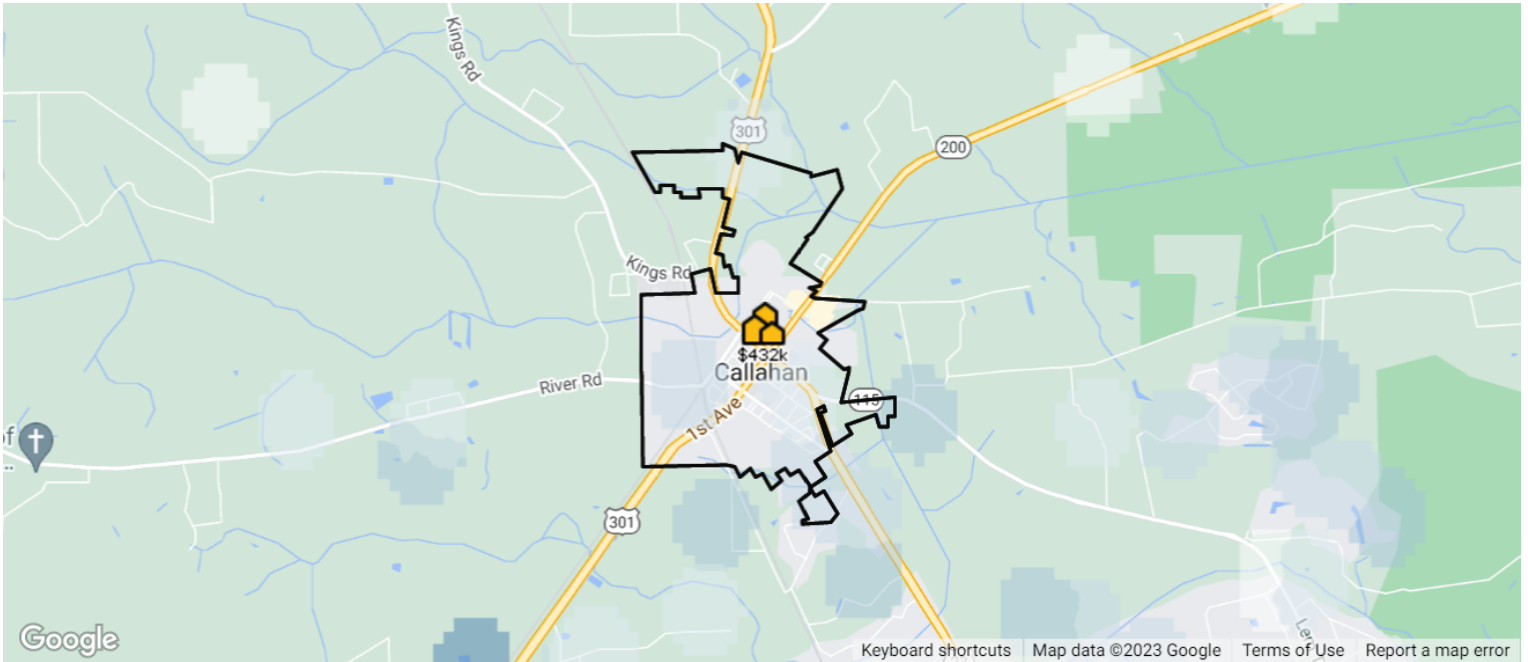 Kings Rd
301
200
Kings Rd
$432k
Callahan
River Rd
115
1st Ave
of
...
301
Google
Keyboard shortcuts
Map data ©2023 Google
Terms of Use
Report a map error